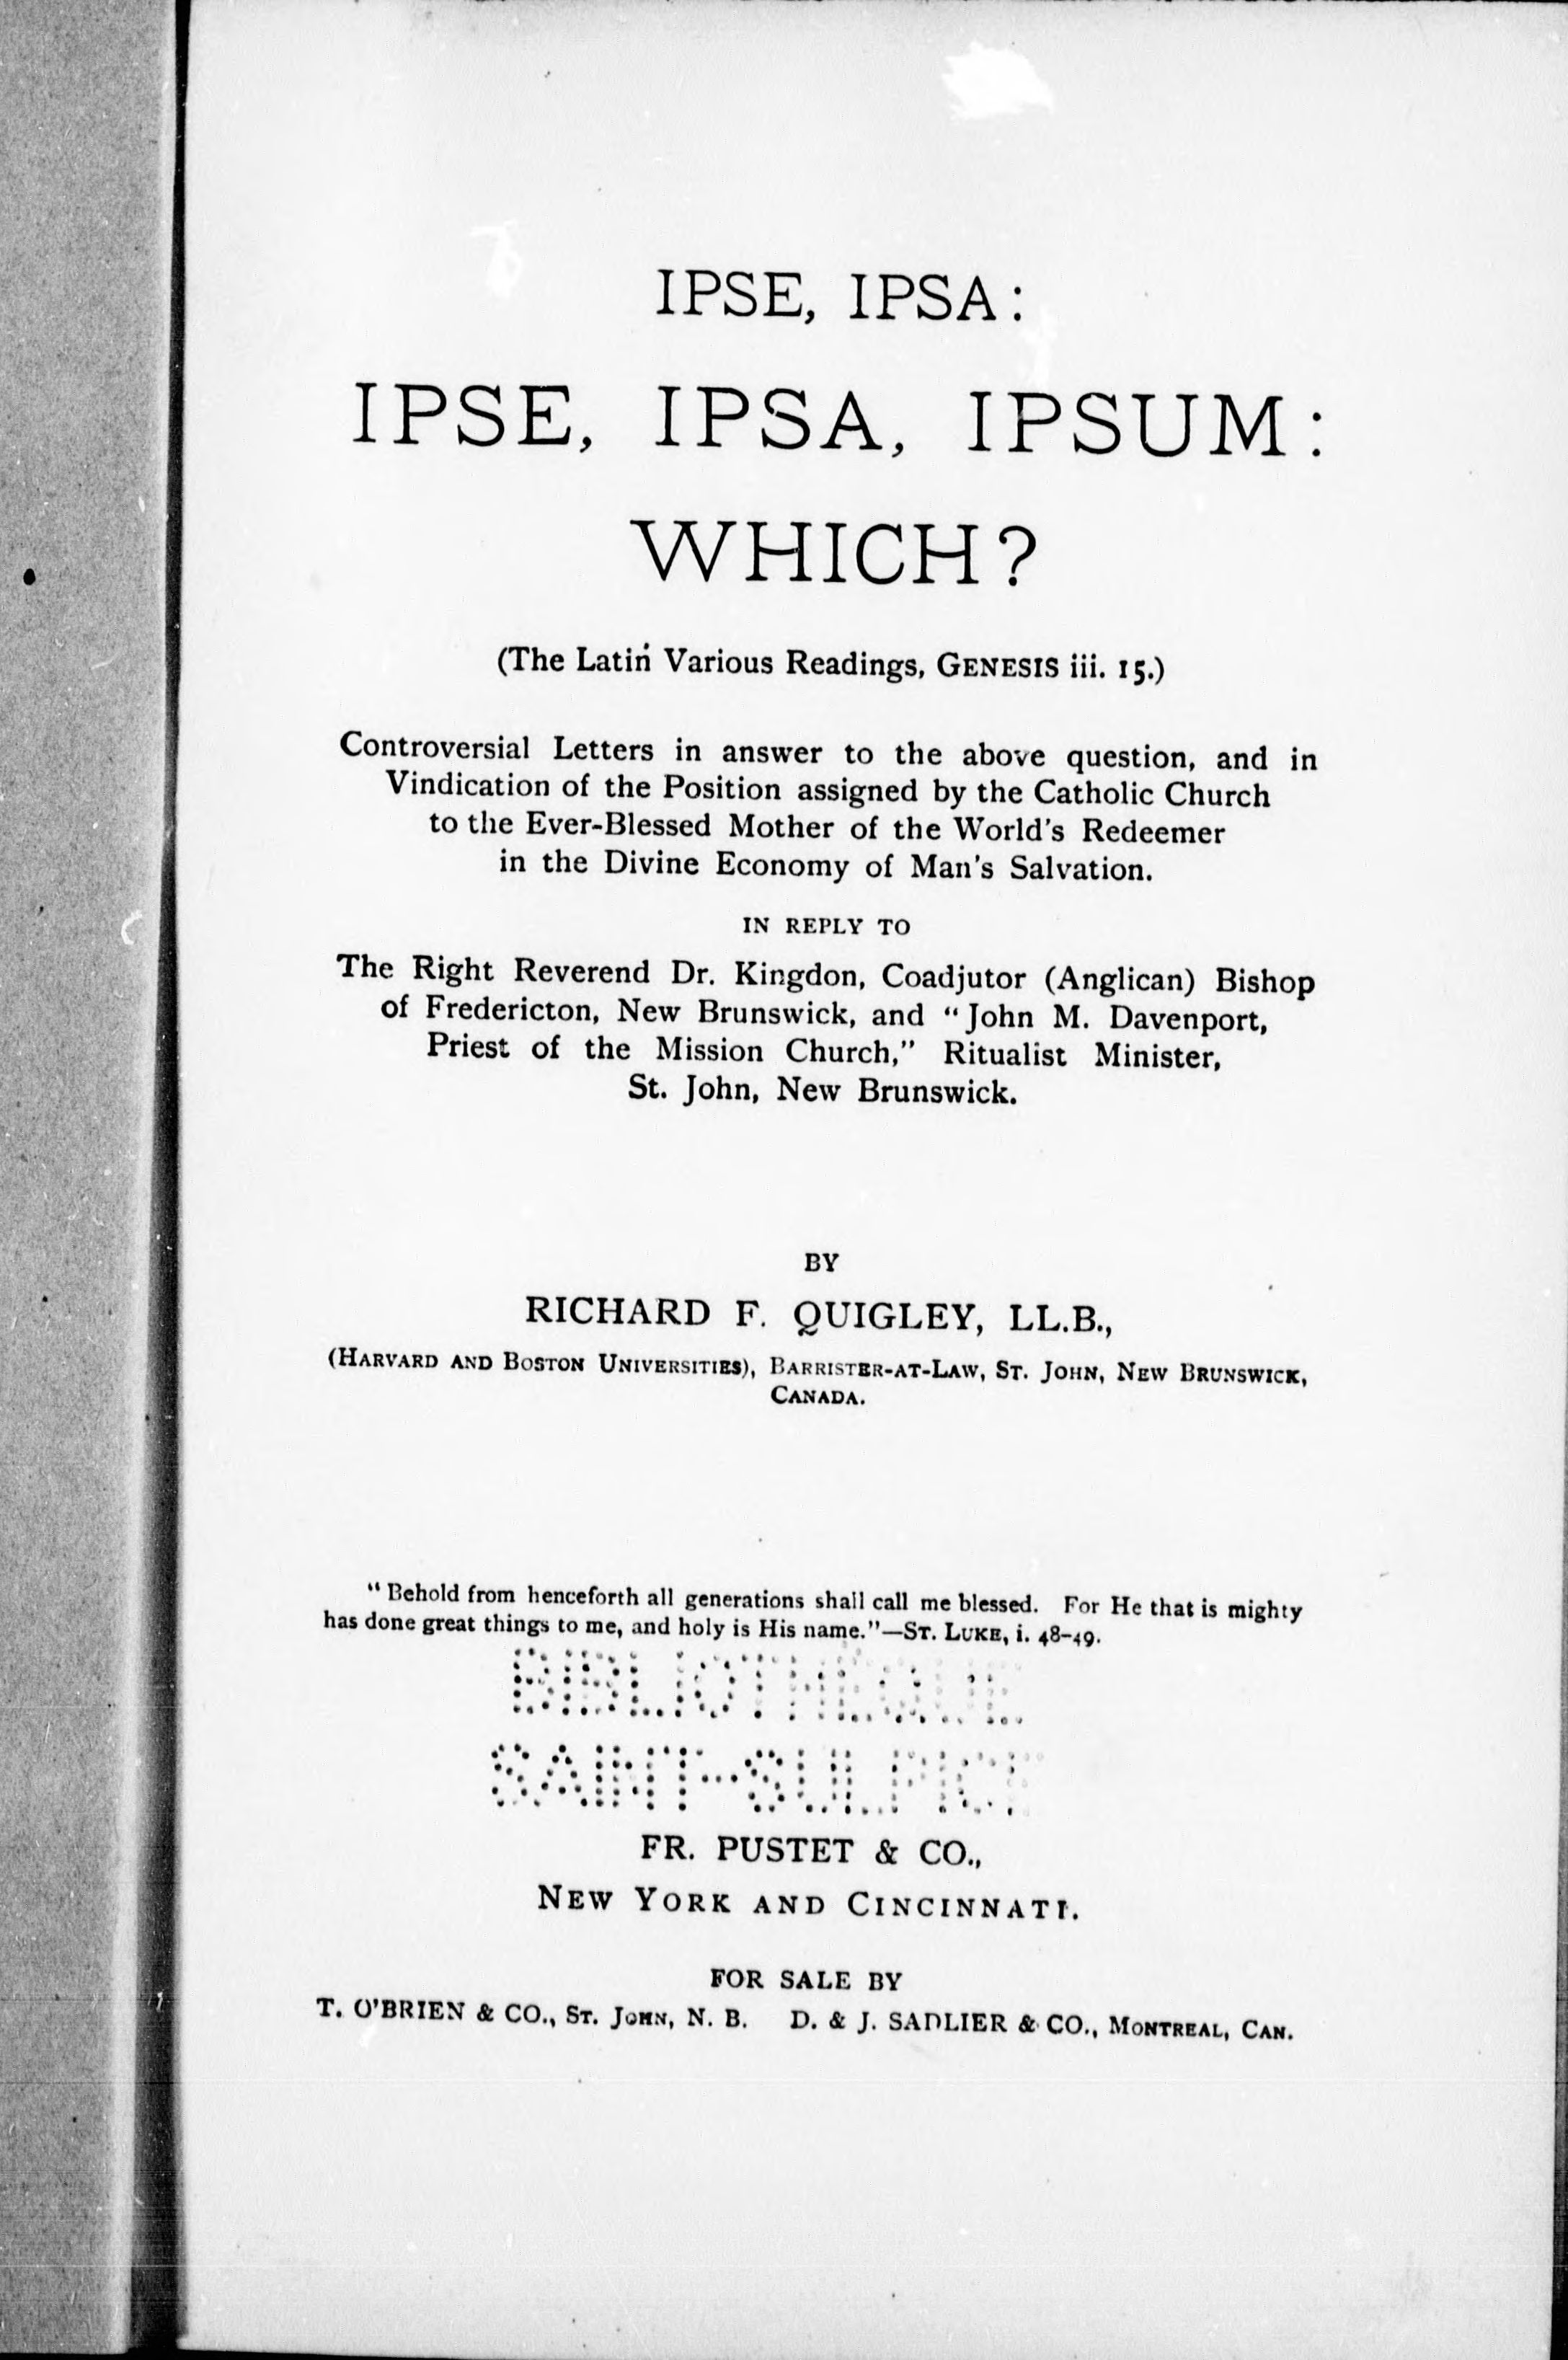 IPSE, IPSA:
IPSE, IPSA, IPSUM:
WHICH?
(The Latin Various Readings, GENESIS iii. 15.)
Controversial Letters in answer to the above question, and in
Vindication of the Position assigned by the Catholic Church
to the Ever-Blessed Mother of the World's Redeemer
in the Divine Economy of Man's Salvation.
IN REPLY TO
The Right Reverend Dr. Kingdon, Coadjutor (Anglican) Bishop
of Fredericton, New Brunswick, and "John M. Davenport,
Priest of the Mission Church," Ritualist Minister,
St. John, New Brunswick.
BY
RICHARD F. QUIGLEY, LL.B.,
(HARVARD AND BOSTON UNIVERSITIES), BARRISTER-AT-LAW, ST. JOHN, NEW BRUNSWICK,
CANADA.
"Behold from henceforth all generations shall call me blessed. For He that is mighty
has done great things to me, and holy is His name."—ST. LUKE, i. 48-49.
BIBLIOTHEQUE
SAINT-SULPICE
FR. PUSTET & CO.,
NEW YORK AND CINCINNATI.
FOR SALE BY
T. O'BRIEN & CO., ST. JOHN, N. B. D. & J. SADLIER & CO., MONTREAL, CAN.